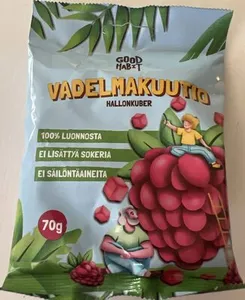 GOOD
HABIT
VADELMAKUUTIO
HALLONKUBER
100% LUONNOSTA
EI LISÄTTYÄ SOKERIA
EI SÄILÖNTÄAINEITA
70g